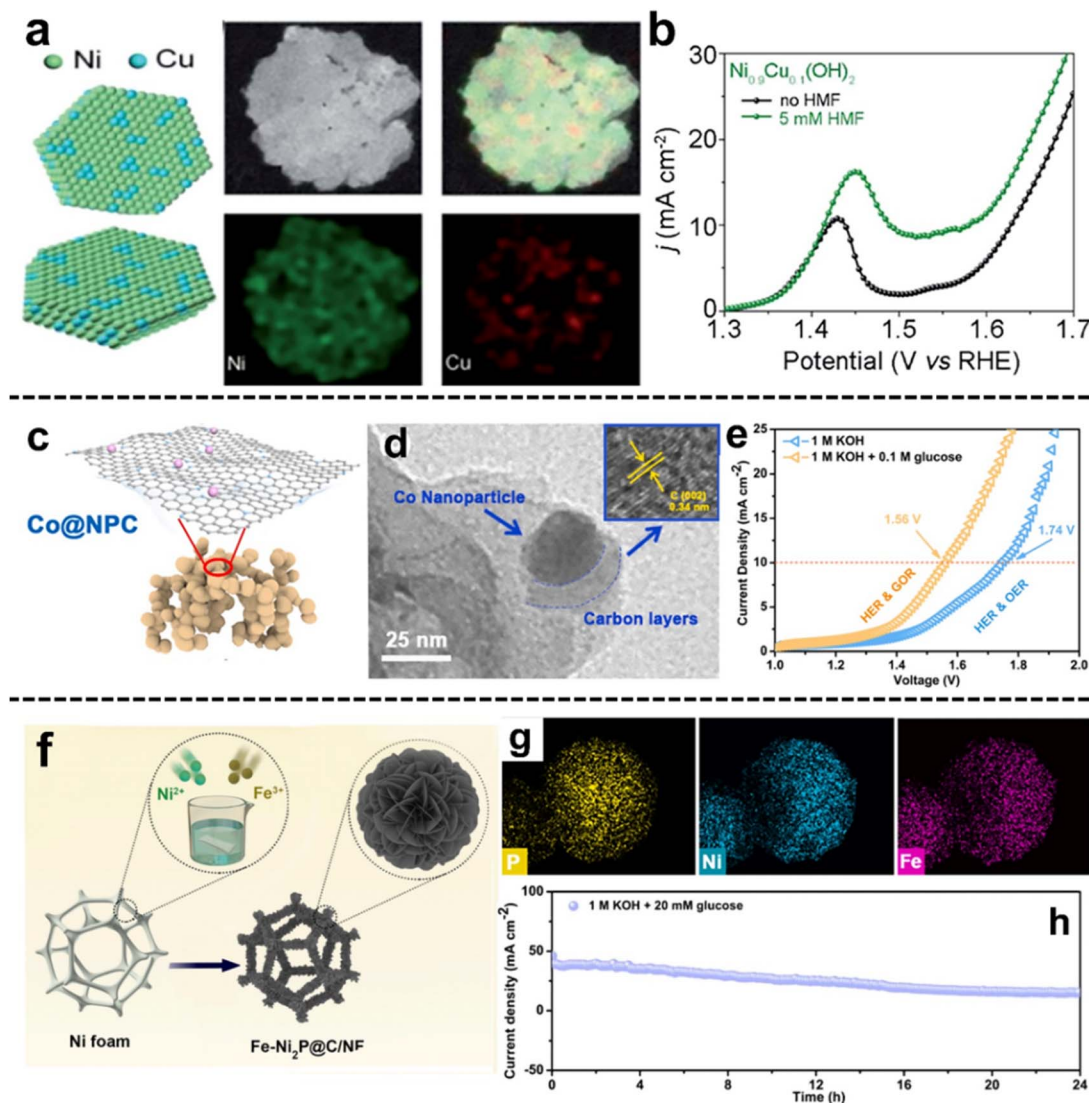 a
Ni
Cu
Ni
Cu
b
Ni₀.₉Cu₀.₁(OH)₂
no HMF
5 mM HMF
j (mA cm⁻²)
30
20
10
0
1.3
1.4
1.5
1.6
1.7
Potential (V vs RHE)
c
Co@NPC
d
Co Nanoparticle
C (002)
0.34 nm
Carbon layers
25 nm
e
1 M KOH
1 M KOH + 0.1 M glucose
1.56 V
1.74 V
HER & GOR
HER & OER
Current Density (mA cm⁻²)
25
20
15
10
5
0
1.0
1.2
1.4
1.6
1.8
2.0
Voltage (V)
f
Ni²⁺
Fe³⁺
Ni foam
Fe-Ni₂P@C/NF
g
P
Ni
Fe
h
1 M KOH + 20 mM glucose
Current density (mA cm⁻²)
100
50
0
-50
0
4
8
12
16
20
24
Time (h)